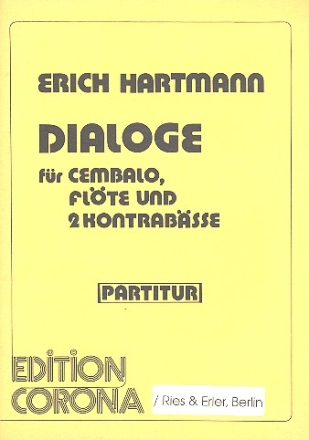 ERICH HARTMANN
DIALOGE
für CEMBALO,
FLÖTE UND
2 KONTRABÄSSE
[PARTITUR]
EDITION
CORONA
/ Ries & Erler, Berlin